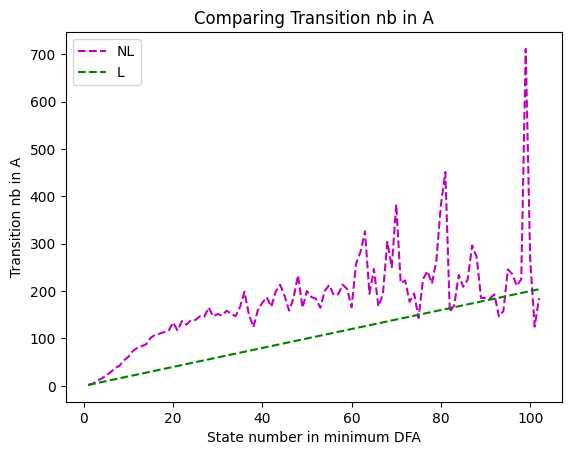 Comparing Transition nb in A
NL
L
700
600
500
400
300
200
100
0
Transition nb in A
0 20 40 60 80 100
State number in minimum DFA